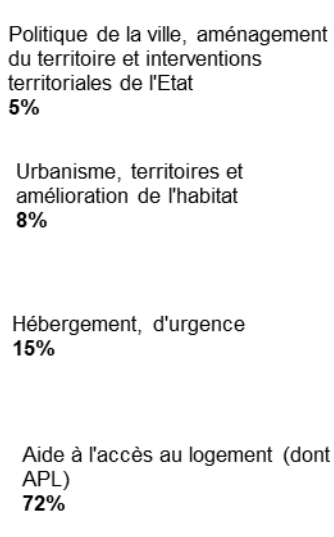 Politique de la ville, aménagement
du territoire et interventions
territoriales de l'Etat
5%
Urbanisme, territoires et
amélioration de l'habitat
8%
Hébergement, d'urgence
15%
Aide à l'accès au logement (dont
APL)
72%